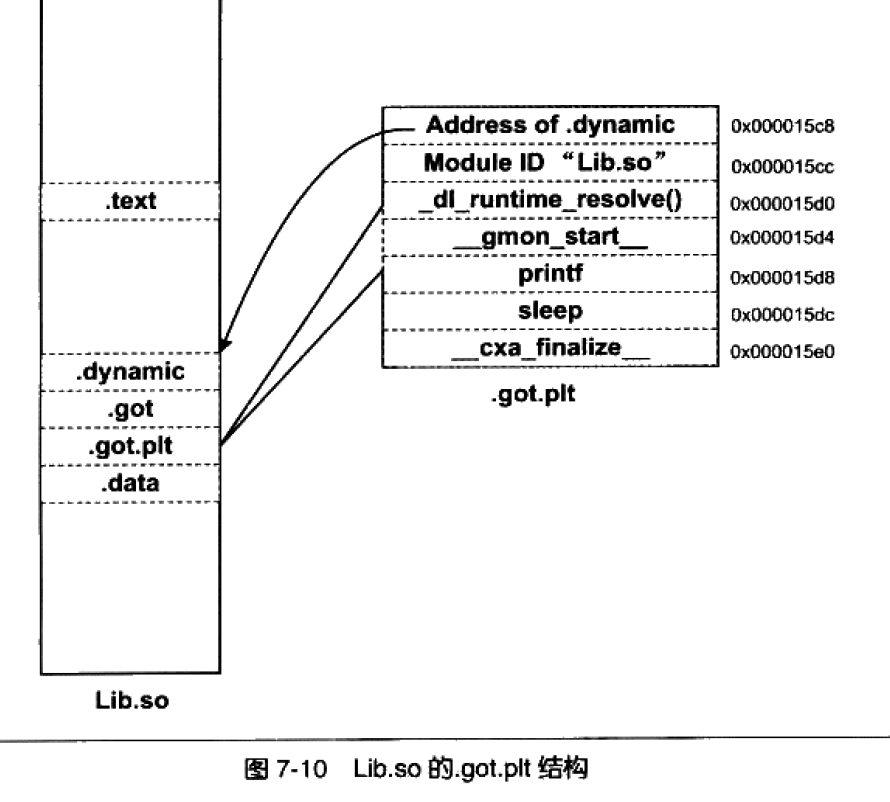 .text
.dynamic
.got
.got.plt
.data
Lib.so
Address of .dynamic 0x000015c8
Module ID “Lib.so” 0x000015cc
_dl_runtime_resolve() 0x000015d0
__gmon_start__ 0x000015d4
printf 0x000015d8
sleep 0x000015dc
__cxa_finalize__ 0x000015e0
.got.plt
图 7-10 Lib.so 的.got.plt 结构